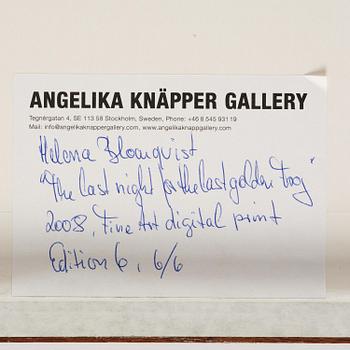 ANGELIKA KNÄPPER GALLERY
Tegnérgatan 4, SE 113 58 Stockholm, Sweden, Phone: +46 8 545 931 19
Mail: info@angelikaknappergallery.com, www.angelikaknappgallery.com
Helena Blomqvist
"The last night for the last golden Frog"
2008, Fine Art digital print
Edition 6, 6/6